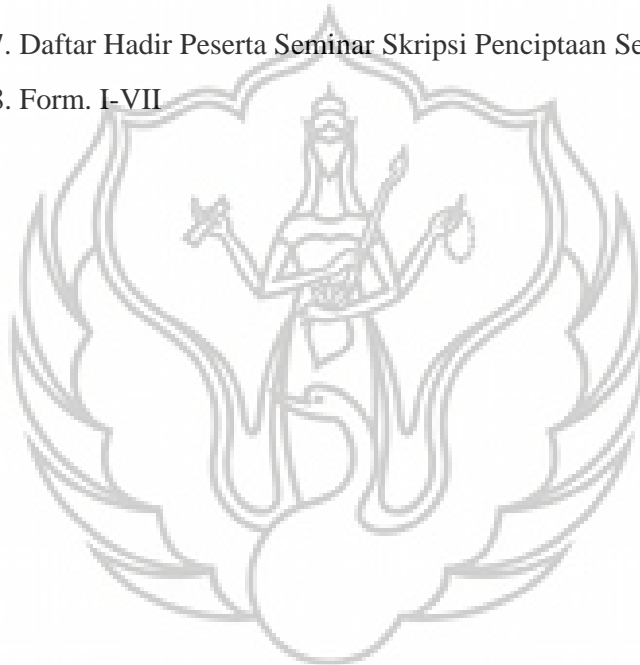 7. Daftar Hadir Peserta Seminar Skripsi Penciptaan Se
8. Form. I-VII